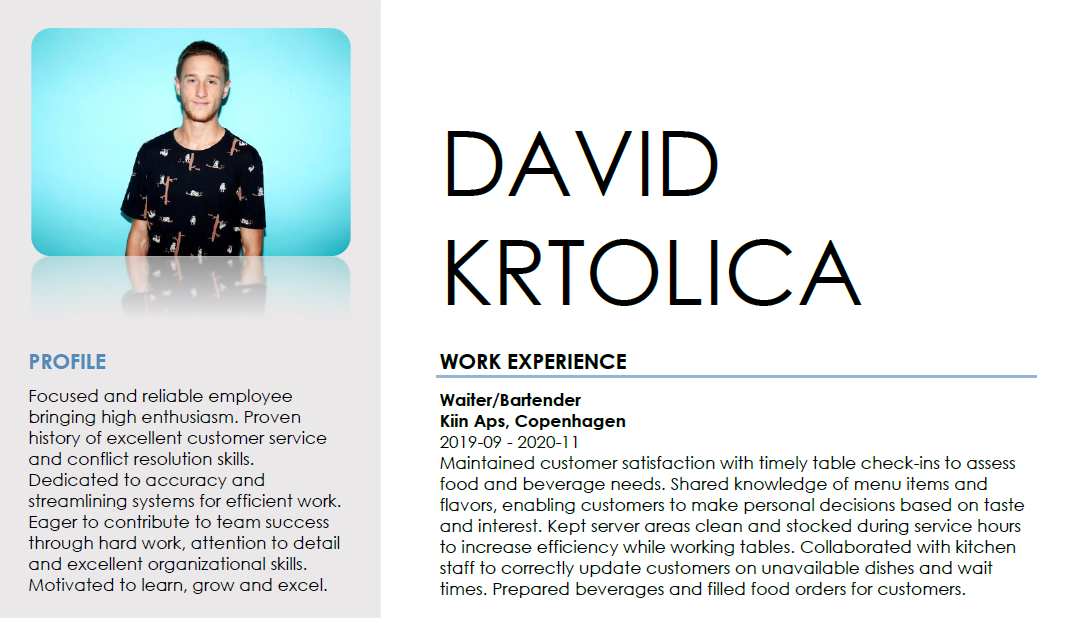 DAVID
KRTOLICA
PROFILE
Focused and reliable employee
bringing high enthusiasm. Proven
history of excellent customer service
and conflict resolution skills.
Dedicated to accuracy and
streamlining systems for efficient work.
Eager to contribute to team success
through hard work, attention to detail
and excellent organizational skills.
Motivated to learn, grow and excel.
WORK EXPERIENCE
Waiter/Bartender
Kiin Aps, Copenhagen
2019-09 - 2020-11
Maintained customer satisfaction with timely table check-ins to assess
food and beverage needs. Shared knowledge of menu items and
flavors, enabling customers to make personal decisions based on taste
and interest. Kept server areas clean and stocked during service hours
to increase efficiency while working tables. Collaborated with kitchen
staff to correctly update customers on unavailable dishes and wait
times. Prepared beverages and filled food orders for customers.